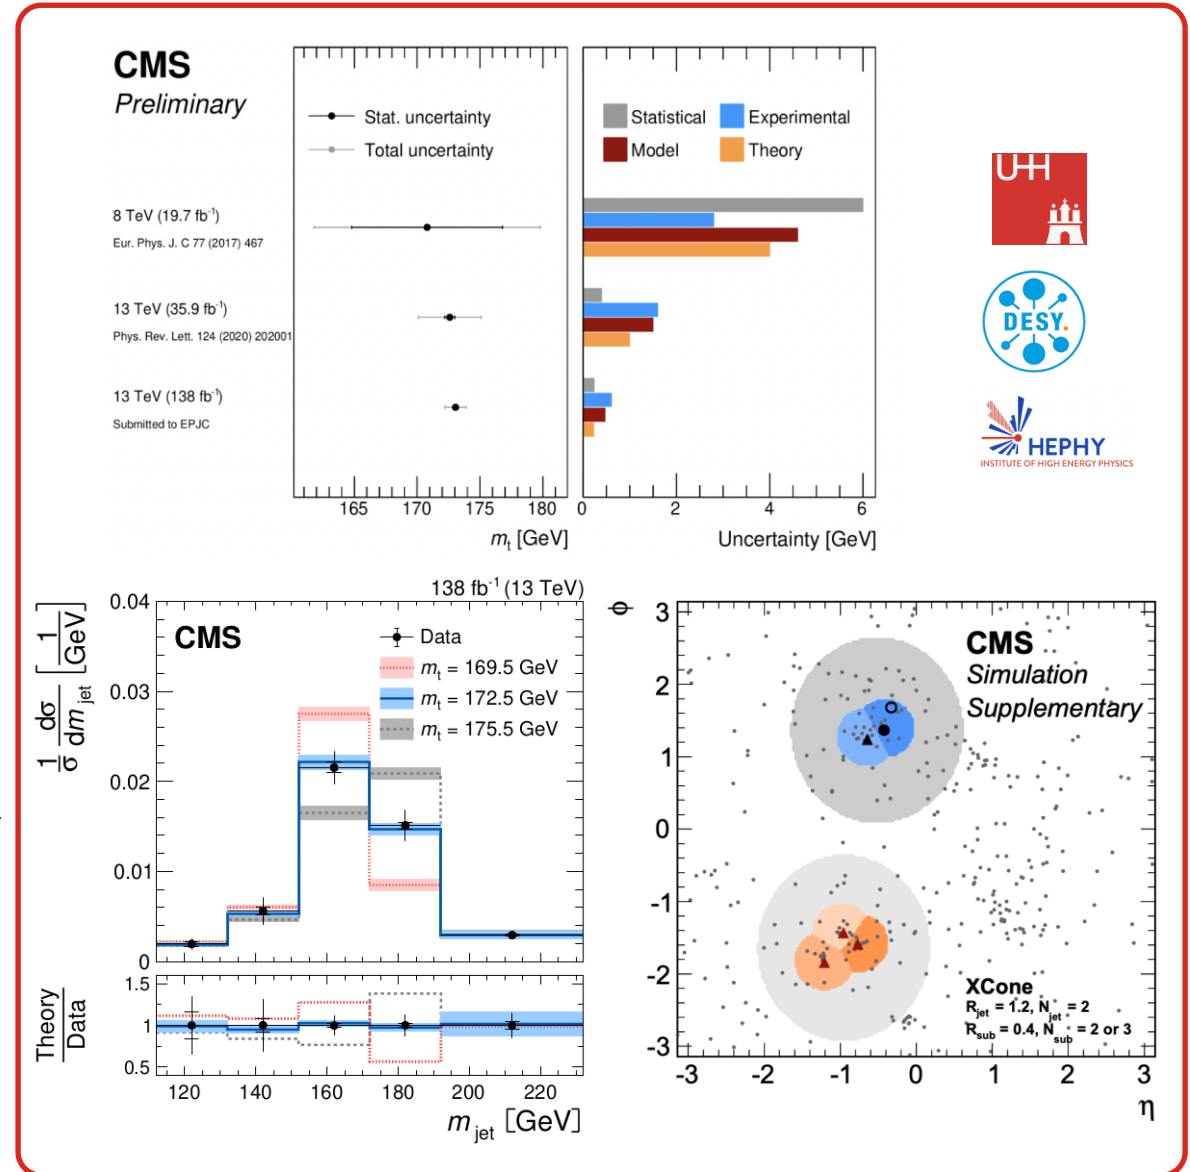 CMS
Preliminary
Stat. uncertainty
Total uncertainty
Statistical
Experimental
Model
Theory
8 TeV (19.7 fb⁻¹)
Eur. Phys. J. C 77 (2017) 467
13 TeV (35.9 fb⁻¹)
Phys. Rev. Lett. 124 (2020) 202001
13 TeV (138 fb⁻¹)
Submitted to EPJC
165 170 175 180
mt [GeV]
0 2 4 6
Uncertainty [GeV]
UHH
DESY.
HEPHY
INSTITUTE OF HIGH ENERGY PHYSICS
138 fb⁻¹ (13 TeV)
CMS
Data
mt = 169.5 GeV
mt = 172.5 GeV
mt = 175.5 GeV
1/σ dσ/dmjet [1/GeV]
0.04
0.03
0.02
0.01
0
Theory/Data
1.5
1
0.5
120 140 160 180 200 220
mjet [GeV]
ϕ
CMS
Simulation
Supplementary
XCone
Rjet = 1.2, Njet = 2
Rsub = 0.4, Nsub = 2 or 3
3
2
1
0
-1
-2
-3
-3 -2 -1 0 1 2 3
η